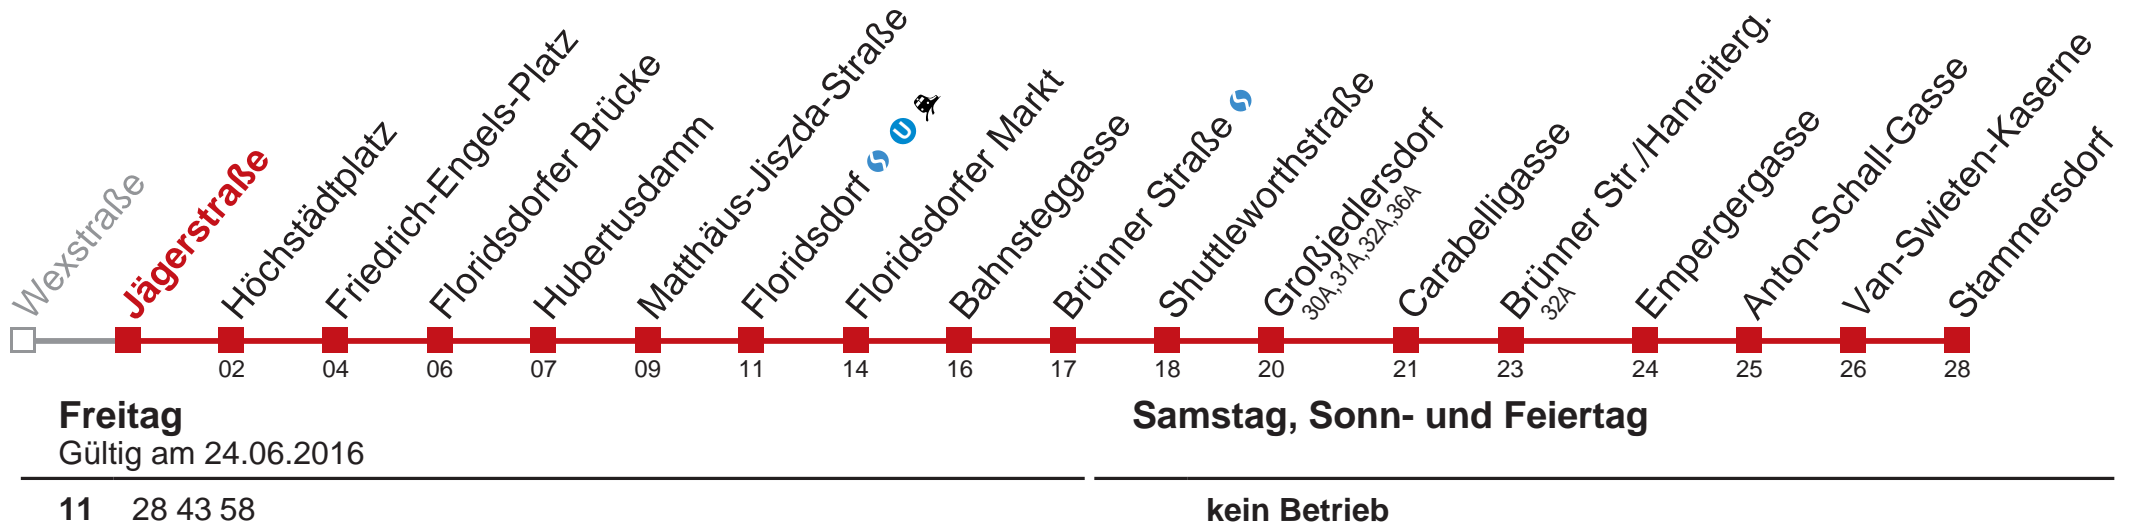 Wexstraße
Jägerstraße
Höchstädtplatz
Friedrich-Engels-Platz
Floridsdorfer Brücke
Hubertusdamm
Matthäus-Jiszda-Straße
Floridsdorf S U
Floridsdorfer Markt
Bahnsteggasse
Brünner Straße S
Shuttleworthstraße
Großjedlersdorf
30A,31A,32A,36A
Carabelligasse
Brünner Str./Hanreiterg.
32A
Empergergasse
Anton-Schall-Gasse
Van-Swieten-Kaserne
Stammersdorf
02 04 06 07 09 11 14 16 17 18 20 21 23 24 25 26 28
Freitag
Gültig am 24.06.2016
11 28 43 58
Samstag, Sonn- und Feiertag
kein Betrieb